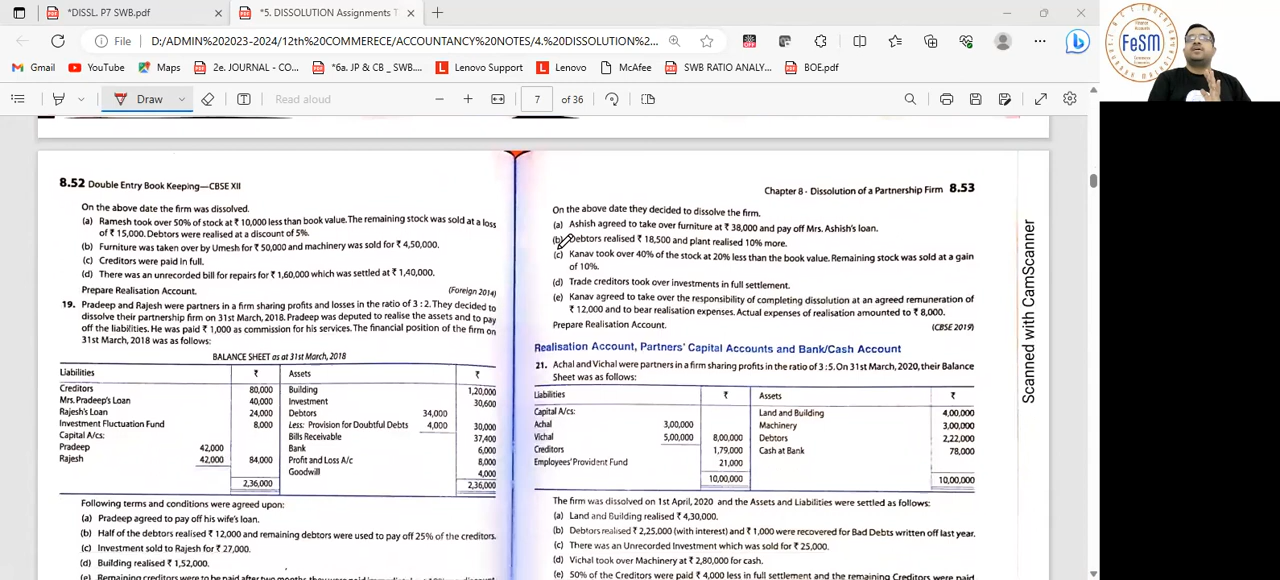 *DISSL. P7 SWB.pdf
*5. DISSOLUTION Assignments T
File
D:/ADMIN%202023-2024/12th%20COMMERECE/ACCOUNTANCE%20NOTES/4.%20DISSOLUTION%...
Gmail
YouTube
Maps
2e. JOURNAL - CO...
*6a. JP & CB _ SWB....
Lenovo Support
Lenovo
McAfee
SWB RATIO ANALY...
BOE.pdf
Draw
Read aloud
7
of 36
FeSM
8.52 Double Entry Book Keeping—CBSE XII
On the above date the firm was dissolved.
(a) Ramesh took over 50% of stock at ₹ 10,000 less than book value. The remaining stock was sold at a loss
of ₹ 15,000. Debtors were realised at a discount of 5%.
(b) Furniture was taken over by Umesh for ₹ 50,000 and machinery was sold for ₹ 4,50,000.
(c) Creditors were paid in full.
(d) There was an unrecorded bill for repairs for ₹ 1,60,000 which was settled at ₹ 1,40,000.
Prepare Realisation Account. (Foreign 2014)
19. Pradeep and Rajesh were partners in a firm sharing profits and losses in the ratio of 3 : 2. They decided to
dissolve their partnership firm on 31st March, 2018. Pradeep was deputed to realise the assets and to pay
off the liabilities. He was paid ₹ 1,000 as commission for his services. The financial position of the firm on
31st March, 2018 was as follows:
BALANCE SHEET as at 31st March, 2018
Liabilities ₹ Assets ₹
Creditors 80,000 Building 1,20,000
Mrs. Pradeep's Loan 40,000 Investment 30,600
Rajesh's Loan 24,000 Debtors 34,000
Investment Fluctuation Fund 8,000 Less: Provision for Doubtful Debts 4,000 30,000
Capital A/cs: Bills Receivable 37,400
Pradeep 42,000 Bank 6,000
Rajesh 42,000 84,000 Profit and Loss A/c 8,000
Goodwill 4,000
2,36,000 2,36,000
Following terms and conditions were agreed upon:
(a) Pradeep agreed to pay off his wife's loan.
(b) Half of the debtors realised ₹ 12,000 and remaining debtors were used to pay off 25% of the creditors.
(c) Investment sold to Rajesh for ₹ 27,000.
(d) Building realised ₹ 1,52,000.
(e) Remaining creditors were to be paid after two months
Chapter 8 · Dissolution of a Partnership Firm 8.53
On the above date they decided to dissolve the firm.
(a) Ashish agreed to take over furniture at ₹ 38,000 and pay off Mrs. Ashish's loan.
(b) Debtors realised ₹ 18,500 and plant realised 10% more.
(c) Kanav took over 40% of the stock at 20% less than the book value. Remaining stock was sold at a gain
of 10%.
(d) Trade creditors took over investments in full settlement.
(e) Kanav agreed to take over the responsibility of completing dissolution at an agreed remuneration of
₹ 12,000 and to bear realisation expenses. Actual expenses of realisation amounted to ₹ 8,000.
Prepare Realisation Account. (CBSE 2019)
Realisation Account, Partners' Capital Accounts and Bank/Cash Account
21. Achal and Vichal were partners in a firm sharing profits in the ratio of 3 : 5. On 31st March, 2020, their Balance
Sheet was as follows:
Liabilities ₹ Assets ₹
Capital A/cs: Land and Building 4,00,000
Achal 3,00,000 Machinery 3,00,000
Vichal 5,00,000 8,00,000 Debtors 2,22,000
Creditors 1,79,000 Cash at Bank 78,000
Employees' Provident Fund 21,000
10,00,000 10,00,000
The firm was dissolved on 1st April, 2020 and the Assets and Liabilities were settled as follows:
(a) Land and Building realised ₹ 4,30,000.
(b) Debtors realised ₹ 2,25,000 (with interest) and ₹ 1,000 were recovered for Bad Debts written off last year.
(c) There was an Unrecorded Investment which was sold for ₹ 25,000.
(d) Vichal took over Machinery at ₹ 2,80,000 for cash.
(e) 50% of the Creditors were paid ₹ 4,000 less in full settlement and the remaining Creditors were paid
Scanned with CamScanner